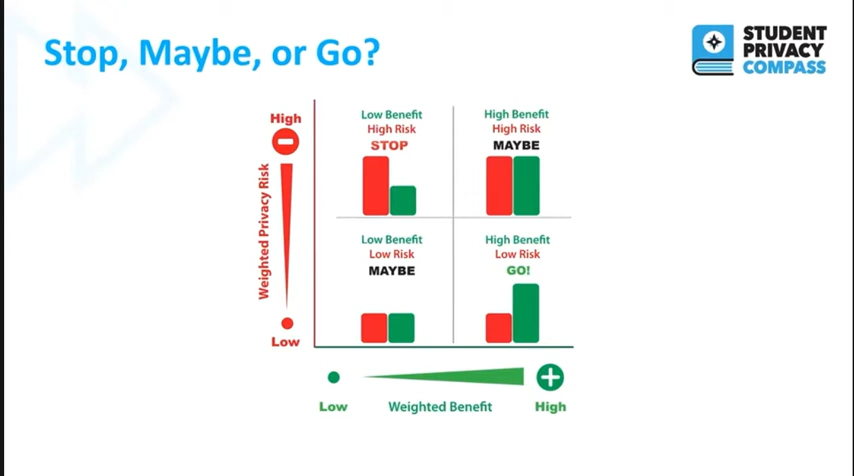 Stop, Maybe, or Go?
STUDENT
PRIVACY
COMPASS
High
Weighted Privacy Risk
Low
Low Benefit
High Risk
STOP
High Benefit
High Risk
MAYBE
Low Benefit
Low Risk
MAYBE
High Benefit
Low Risk
GO!
Low
Weighted Benefit
High